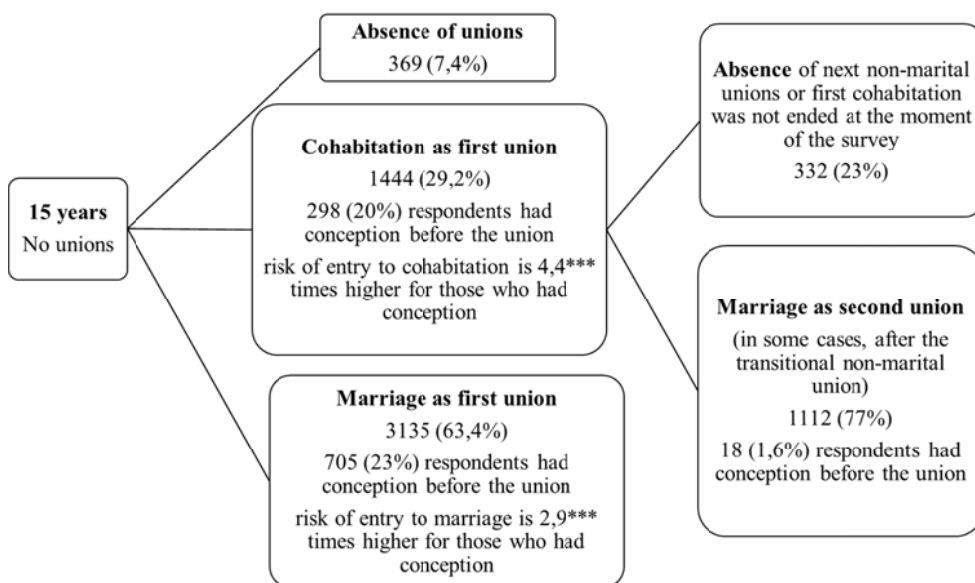 15 years
No unions
Absence of unions
369 (7,4%)
Cohabitation as first union
1444 (29,2%)
298 (20%) respondents had
conception before the union
risk of entry to cohabitation is 4,4***
times higher for those who had
conception
Marriage as first union
3135 (63,4%)
705 (23%) respondents had
conception before the union
risk of entry to marriage is 2,9***
times higher for those who had
conception
Absence of next non-marital
unions or first cohabitation
was not ended at the moment
of the survey
332 (23%)
Marriage as second union
(in some cases, after the
transitional non-marital
union)
1112 (77%)
18 (1,6%) respondents had
conception before the union